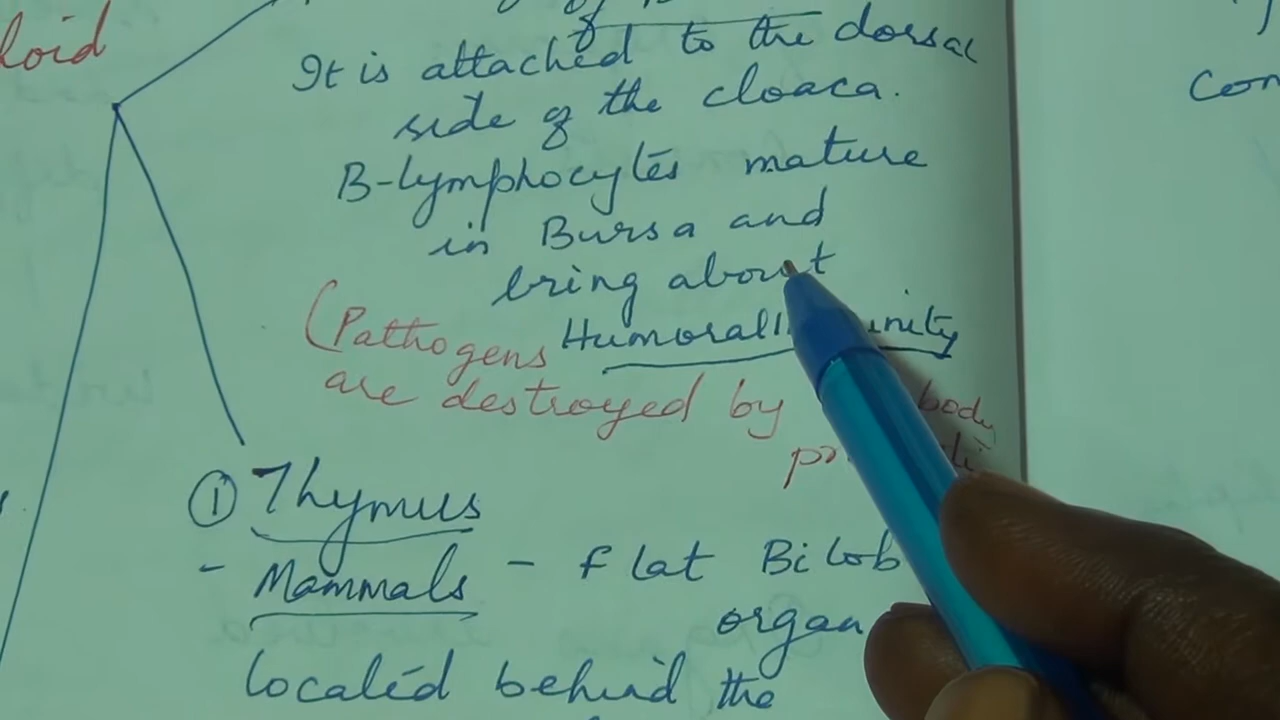 loid
It is attached to the dorsal
side of the cloaca.
Con
B-lymphocytes mature
in Bursa and
bring about
Humoral
(Pathogens
are destroyed by body
① Thymus
- Mammals - flat Bilob
organ
located behind the